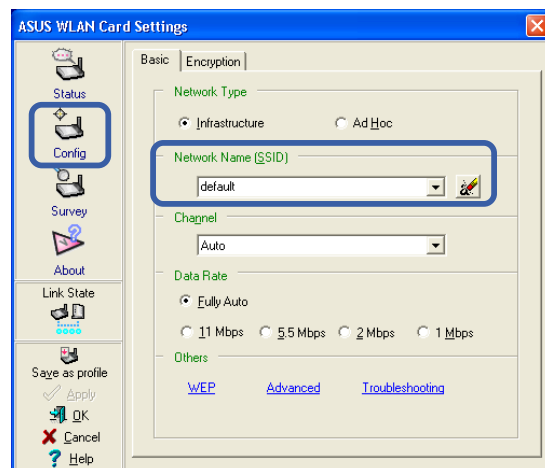 ASUS WLAN Card Settings
Status
Config
Survey
About
Link State
Save as profile
Apply
OK
Cancel
Help
Basic
Encryption
Network Type
Infrastructure
Ad Hoc
Network Name (SSID)
default
Channel
Auto
Data Rate
Fully Auto
11 Mbps
5.5 Mbps
2 Mbps
1 Mbps
Others
WEP
Advanced
Troubleshooting